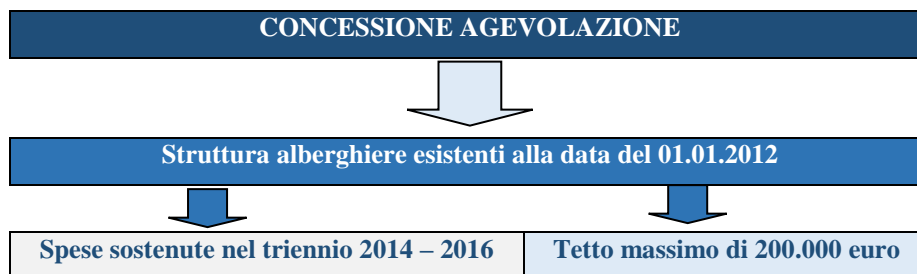 CONCESSIONE AGEVOLAZIONE
Struttura alberghiere esistenti alla data del 01.01.2012
Spese sostenute nel triennio 2014 – 2016
Tetto massimo di 200.000 euro